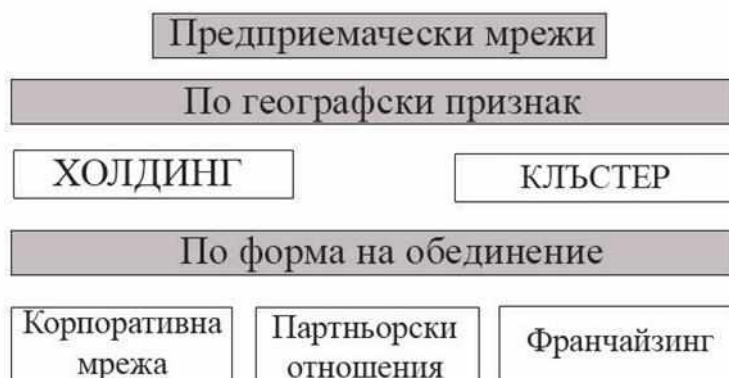 Предприемачески мрежи
По географски признак
ХОЛДИНГ
КЛЪСТЕР
По форма на обединение
Корпоративна
мрежа
Партньорски
отношения
Франчайзинг